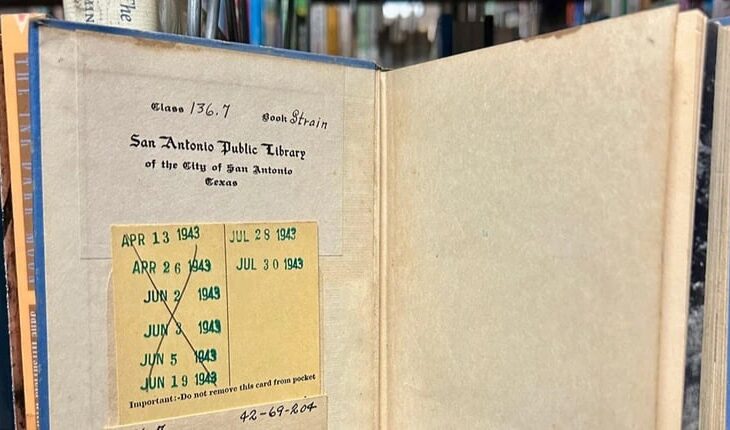 The
Class 136.7 Book Strain
San Antonio Public Library
of the City of San Antonio
Texas
APR 13 1943
APR 26 1943
JUN 2 1943
JUN 3 1943
JUN 5 1943
JUN 19 1943
JUL 28 1943
JUL 30 1943
Important:-Do not remove this card from pocket
42-69-204